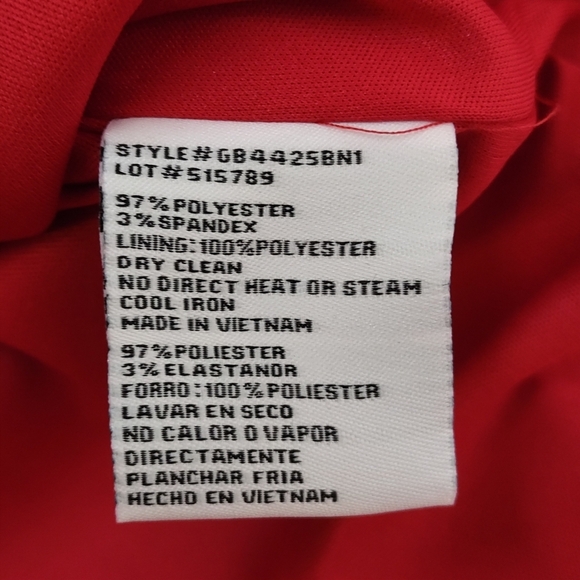 STYLE#GB4425BN1
LOT#515789
97%POLYESTER
3%SPANDEX
LINING:100%POLYESTER
DRY CLEAN
NO DIRECT HEAT OR STEAM
COOL IRON
MADE IN VIETNAM
97%POLIESTER
3% ELASTANOR
FORRO:100%POLIESTER
LAVAR EN SECO
NO CALOR O VAPOR
DIRECTAMENTE
PLANCHAR FRIA
HECHO EN VIETNAM